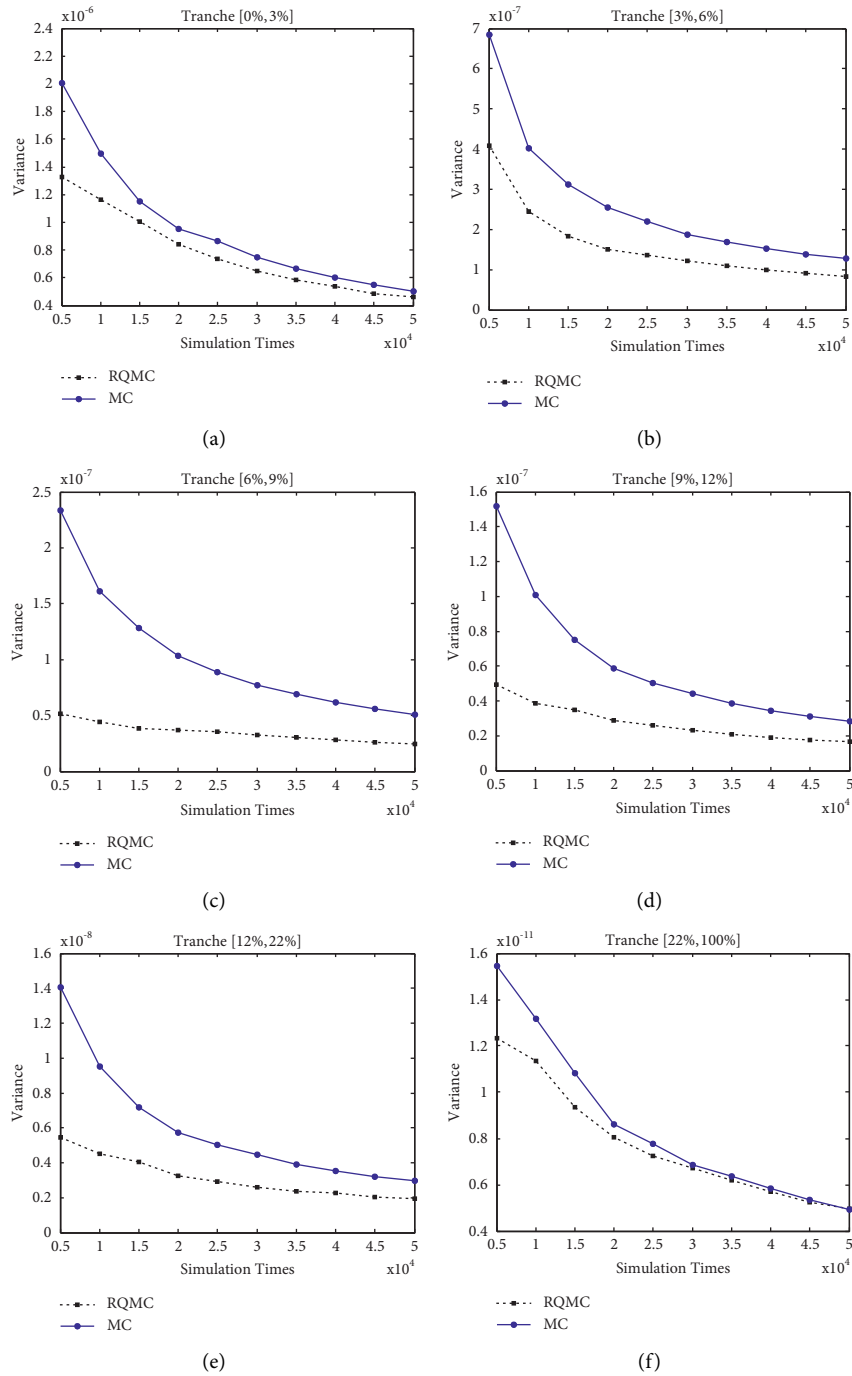 x10-6
Tranche [0%,3%]
2.4
2.2
2
1.8
1.6
1.4
1.2
1
0.8
0.6
0.4
Variance
0.5 1 1.5 2 2.5 3 3.5 4 4.5 5
Simulation Times
x104
RQMC
MC
(a)
x10-7
Tranche [3%,6%]
7
6
5
4
3
2
1
0
Variance
0.5 1 1.5 2 2.5 3 3.5 4 4.5 5
Simulation Times
x104
RQMC
MC
(b)
x10-7
Tranche [6%,9%]
2.5
2
1.5
1
0.5
0
Variance
0.5 1 1.5 2 2.5 3 3.5 4 4.5 5
Simulation Times
x104
RQMC
MC
(c)
x10-7
Tranche [9%,12%]
1.6
1.4
1.2
1
0.8
0.6
0.4
0.2
0
Variance
0.5 1 1.5 2 2.5 3 3.5 4 4.5 5
Simulation Times
x104
RQMC
MC
(d)
x10-8
Tranche [12%,22%]
1.6
1.4
1.2
1
0.8
0.6
0.4
0.2
0
Variance
0.5 1 1.5 2 2.5 3 3.5 4 4.5 5
Simulation Times
x104
RQMC
MC
(e)
x10-11
Tranche [22%,100%]
1.6
1.4
1.2
1
0.8
0.6
0.4
Variance
0.5 1 1.5 2 2.5 3 3.5 4 4.5 5
Simulation Times
x104
RQMC
MC
(f)